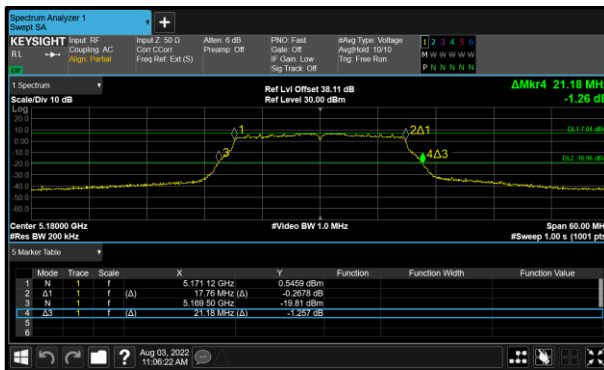 Spectrum Analyzer 1
Swept SA
KEYSIGHT Input: RF Input Z: 50 Ω Atten: 6 dB PNO: Fast #Avg Type: Voltage 1 2 3 4 5 6
RL Coupling: AC Corr CCorr Preamp: Off Gate: Off Avg|Hold: 10/10 M W W W W W
Align: Partial Freq Ref: Ext (S) IF Gain: Low Trig: Free Run P N N N N N
Sig Track: Off
1 Spectrum Ref Lvl Offset 38.11 dB ΔMkr4 21.18 MHz
Scale/Div 10 dB Ref Level 30.00 dBm -1.26 dB
Log
20.0
10.0 1 2Δ1 DL1 7.04 dBm
0.00
-10.0 3 4Δ3
-20.0 DL2 -18.96 dBm
-30.0
-40.0
-50.0
-60.0
Center 5.18000 GHz #Video BW 1.0 MHz Span 60.00 MHz
#Res BW 200 kHz #Sweep 1.00 s (1001 pts
5 Marker Table
Mode Trace Scale X Y Function Function Width Function Value
1 N 1 f 5.171 12 GHz 0.5459 dBm
2 Δ1 1 f (Δ) 17.76 MHz (Δ) -0.2678 dB
3 N 1 f 5.169 50 GHz -19.81 dBm
4 Δ3 1 f (Δ) 21.18 MHz (Δ) -1.257 dB
5
6
? Aug 03, 2022
11:06:22 AM